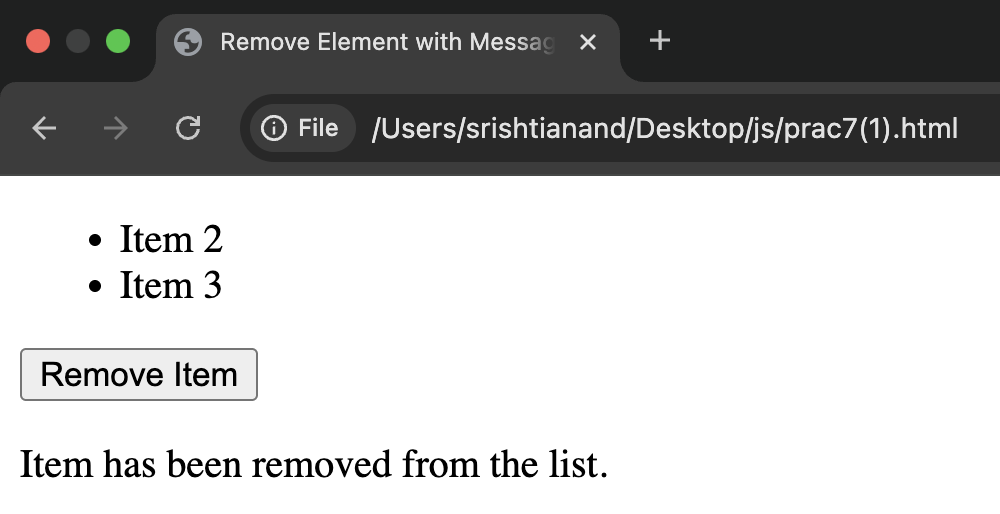 Remove Element with Messag
File /Users/srishtianand/Desktop/js/prac7(1).html
Item 2
Item 3
Remove Item
Item has been removed from the list.